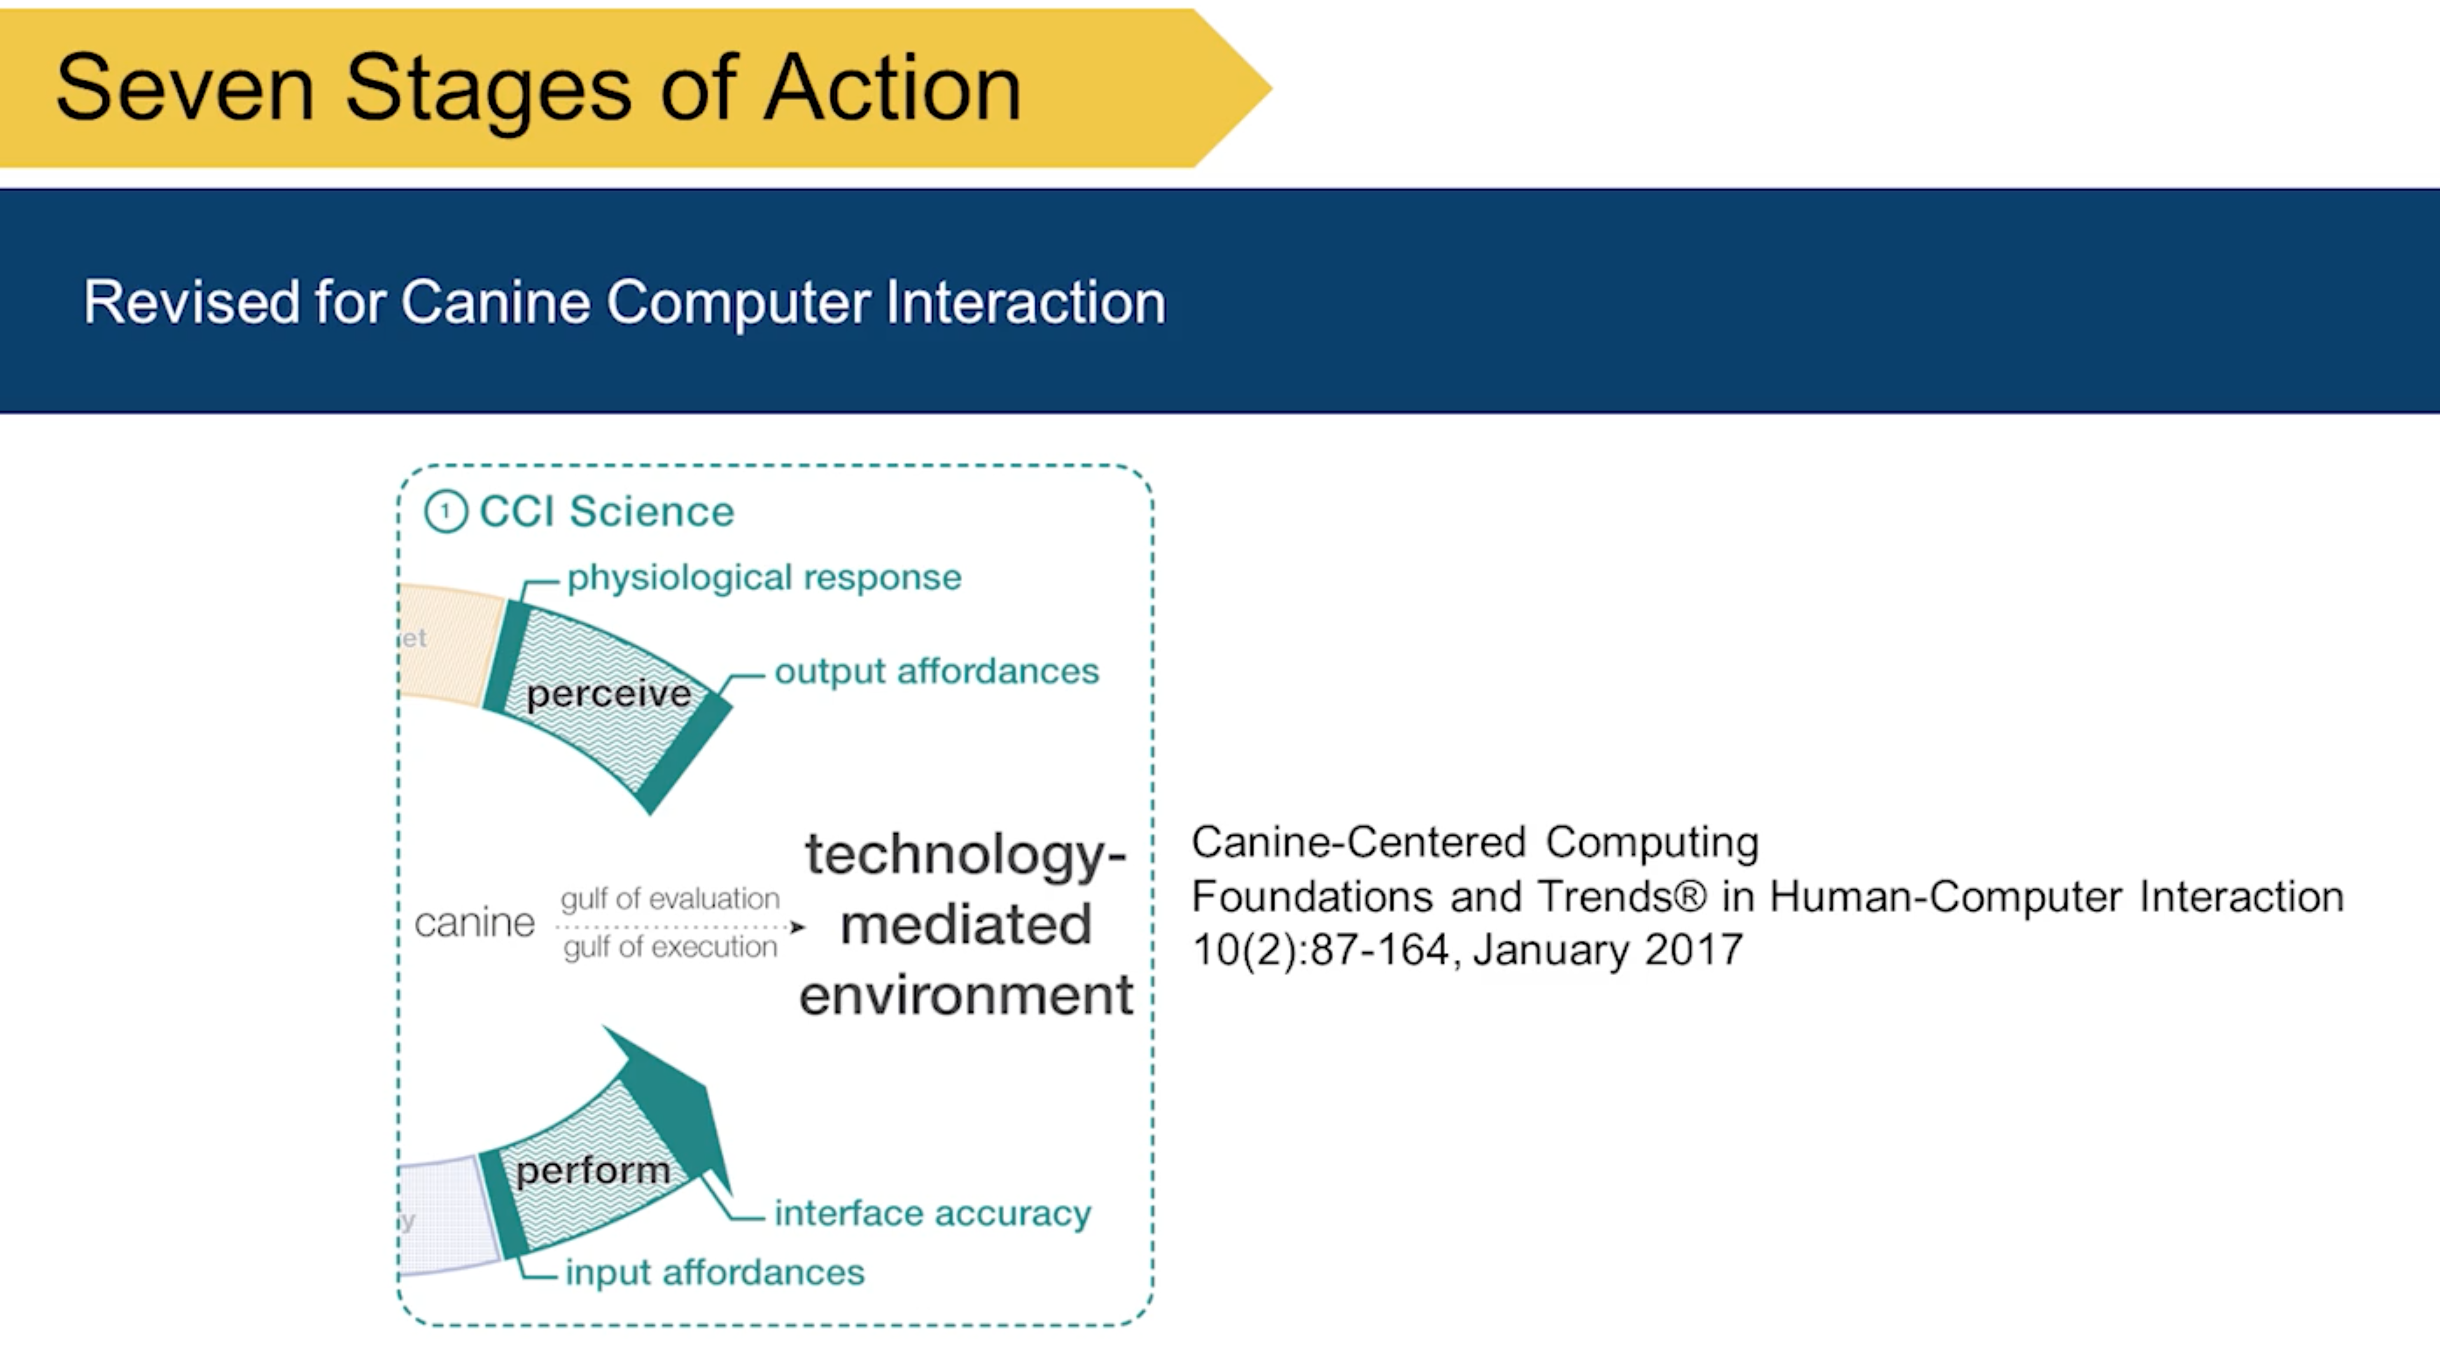 Seven Stages of Action
Revised for Canine Computer Interaction
1 CCI Science
physiological response
et
perceive
output affordances
technology-
mediated
environment
canine
gulf of evaluation
gulf of execution
perform
y
interface accuracy
input affordances
Canine-Centered Computing
Foundations and Trends® in Human-Computer Interaction
10(2):87-164, January 2017